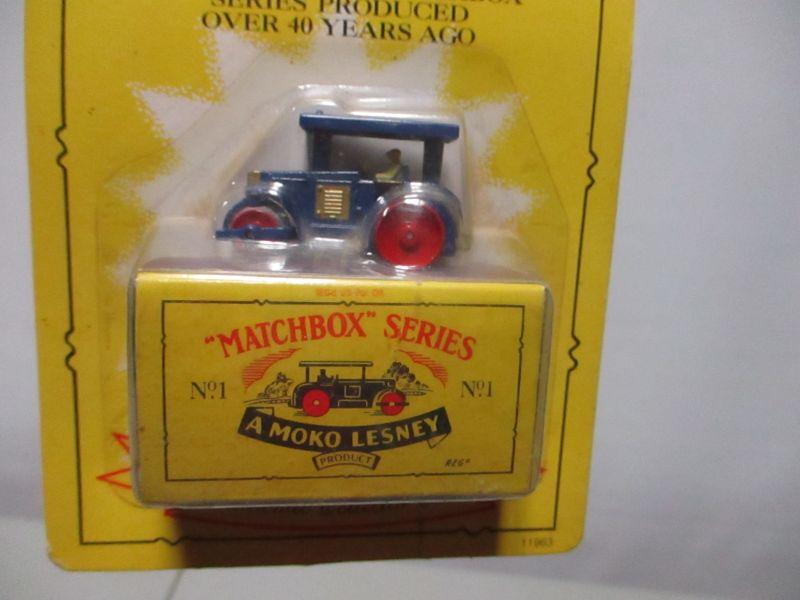 SERIES PRODUCED
OVER 40 YEARS AGO
"MATCHBOX" SERIES
Nº1
Nº1
A MOKO LESNEY
PRODUCT
REGD
11963